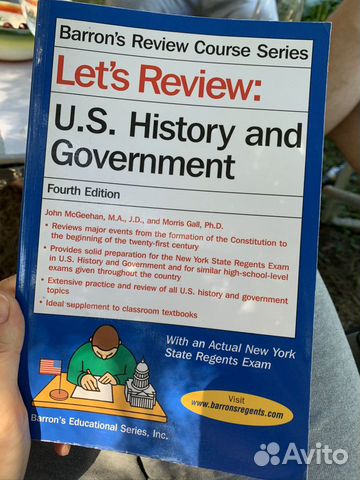 Barron's Review Course Series
Let's Review:
U.S. History and
Government
Fourth Edition
John McGeehan, M.A., J.D., and Morris Gall, Ph.D.
• Reviews major events from the formation of the Constitution to
the beginning of the twenty-first century
• Provides solid preparation for the New York State Regents Exam
in U.S. History and Government and for similar high-school-level
exams given throughout the country
• Extensive practice and review of all U.S. history and government
topics
• Ideal supplement to classroom textbooks
With an Actual New York
State Regents Exam
Visit
www.barronsregents.com
Barron's Educational Series, Inc.
Avito